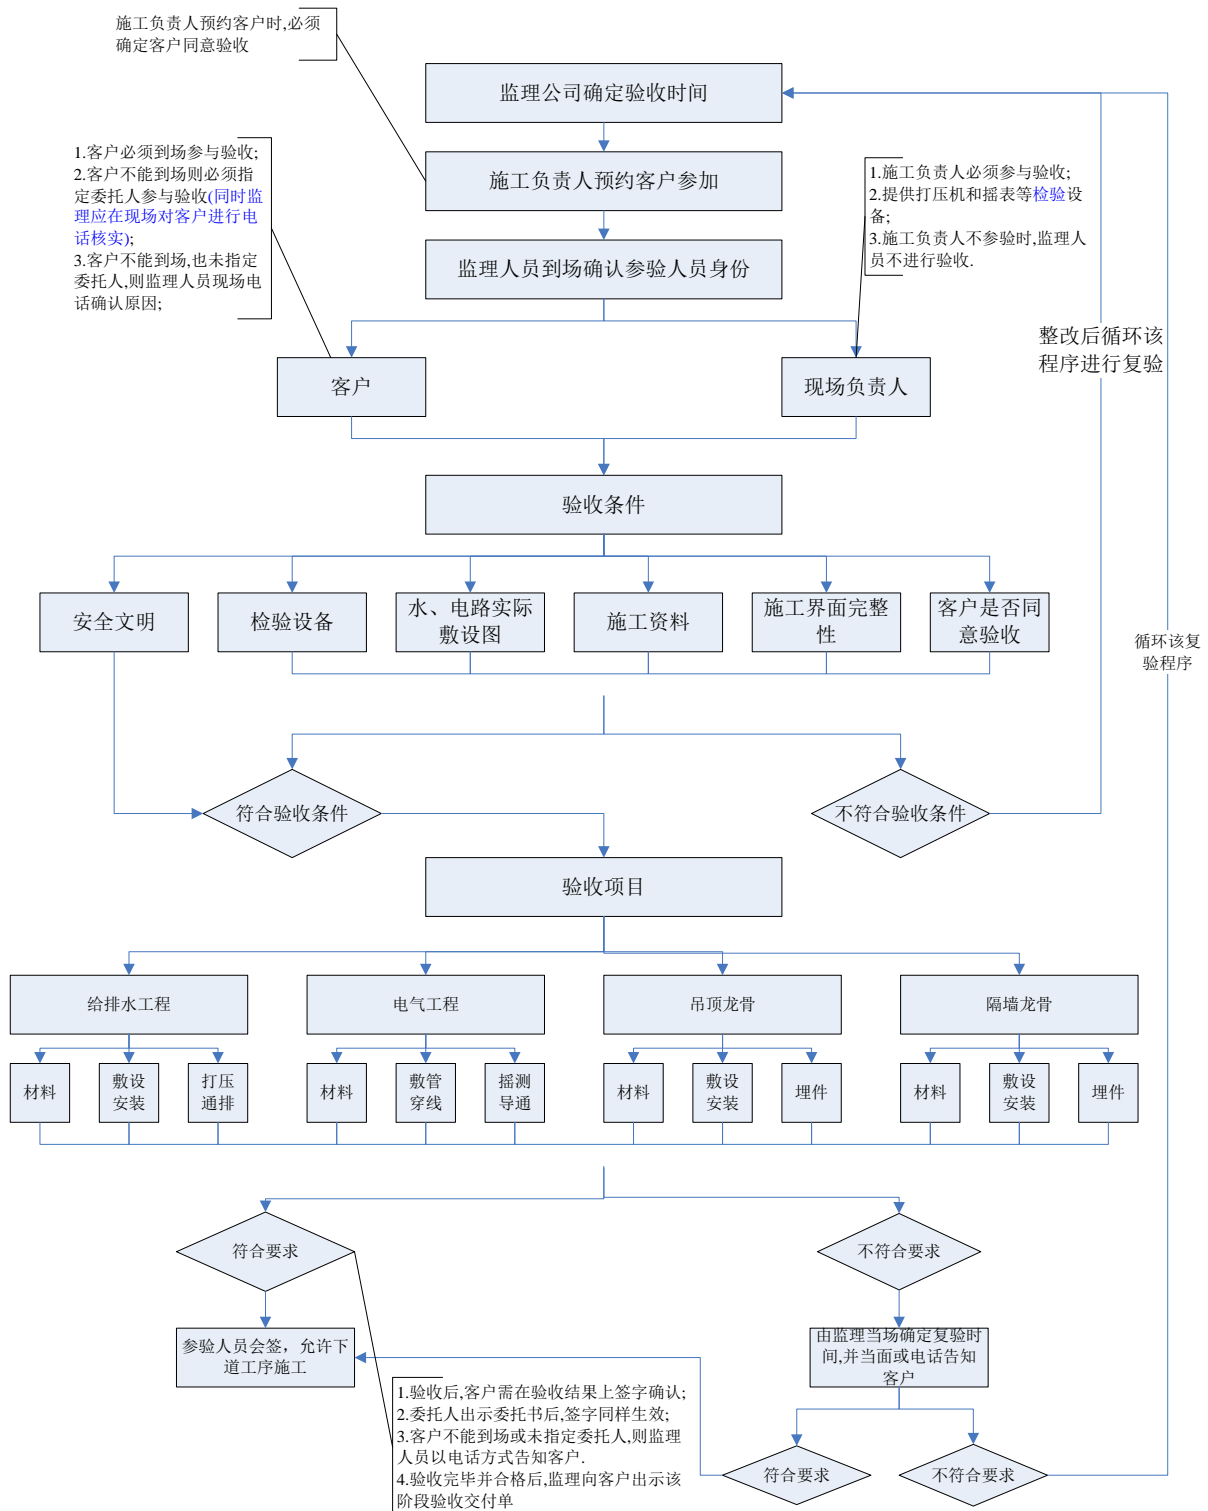 施工负责人预约客户时,必须
确定客户同意验收
监理公司确定验收时间
1.客户必须到场参与验收;
2.客户不能到场则必须指
定委托人参与验收(同时监
理应在现场对客户进行电
话核实);
3.客户不能到场,也未指定
委托人,则监理人员现场电
话确认原因;
施工负责人预约客户参加
1.施工负责人必须参与验收;
2.提供打压机和摇表等检验设
备;
3.施工负责人不参验时,监理人
员不进行验收.
监理人员到场确认参验人员身份
整改后循环该
程序进行复验
客户
现场负责人
验收条件
安全文明
检验设备
水、电路实际
敷设图
施工资料
施工界面完整
性
客户是否同
意验收
循环该复
验程序
符合验收条件
不符合验收条件
验收项目
给排水工程
电气工程
吊顶龙骨
隔墙龙骨
材料
敷设
安装
打压
通排
材料
敷管
穿线
摇测
导通
材料
敷设
安装
埋件
材料
敷设
安装
埋件
符合要求
不符合要求
参验人员会签，允许下
道工序施工
由监理当场确定复验时
间,并当面或电话告知
客户
1.验收后,客户需在验收结果上签字确认;
2.委托人出示委托书后,签字同样生效;
3.客户不能到场或未指定委托人,则监理
人员以电话方式告知客户.
4.验收完毕并合格后,监理向客户出示该
阶段验收交付单
符合要求
不符合要求